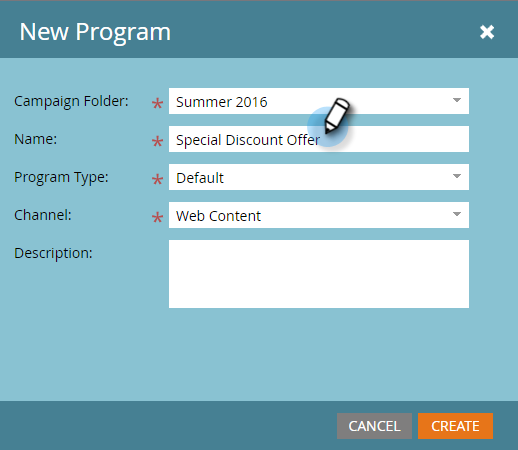 New Program
Campaign Folder: * Summer 2016
Name: * Special Discount Offer
Program Type: * Default
Channel: * Web Content
Description:
CANCEL CREATE